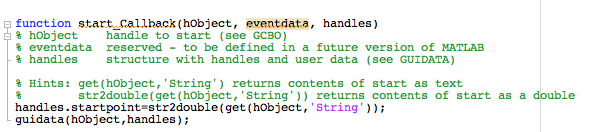 function start_Callback(hObject, eventdata, handles)
% hObject    handle to start (see GCBO)
% eventdata  reserved - to be defined in a future version of MATLAB
% handles    structure with handles and user data (see GUIDATA)
% Hints: get(hObject,'String') returns contents of start as text
%        str2double(get(hObject,'String')) returns contents of start as a double
handles.startpoint=str2double(get(hObject,'String'));
guidata(hObject,handles);